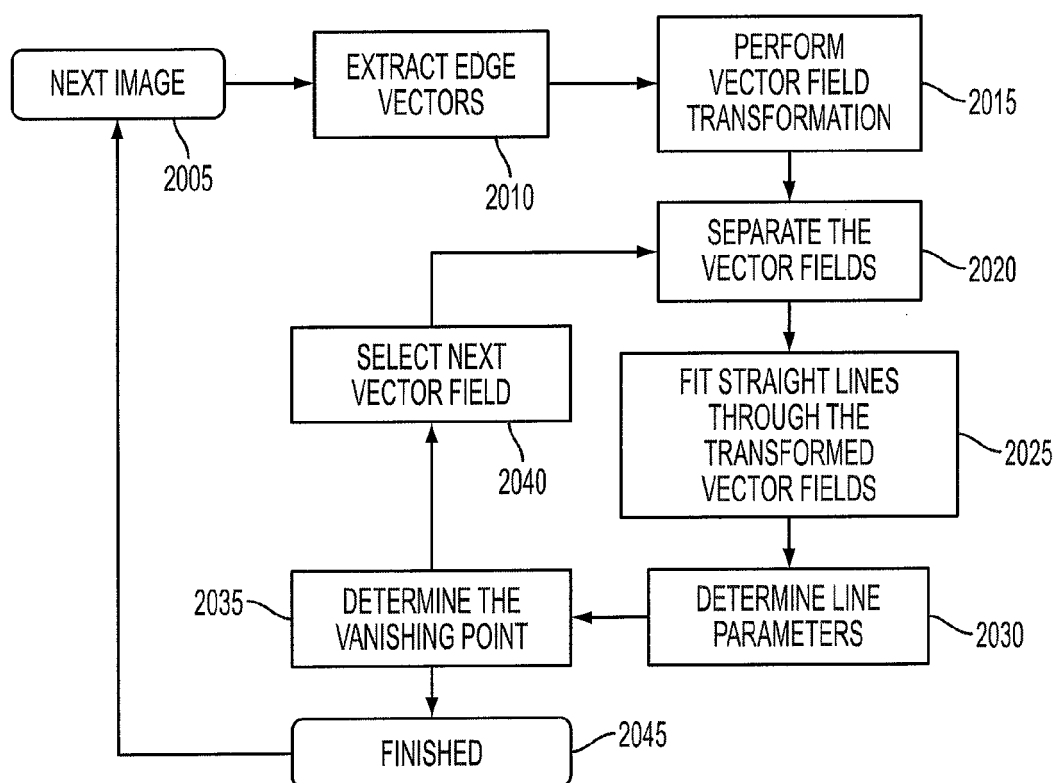 NEXT IMAGE
2005
EXTRACT EDGE
VECTORS
2010
PERFORM
VECTOR FIELD
TRANSFORMATION
2015
SEPARATE THE
VECTOR FIELDS
2020
FIT STRAIGHT LINES
THROUGH THE
TRANSFORMED
VECTOR FIELDS
2025
DETERMINE LINE
PARAMETERS
2030
DETERMINE THE
VANISHING POINT
2035
SELECT NEXT
VECTOR FIELD
2040
FINISHED
2045